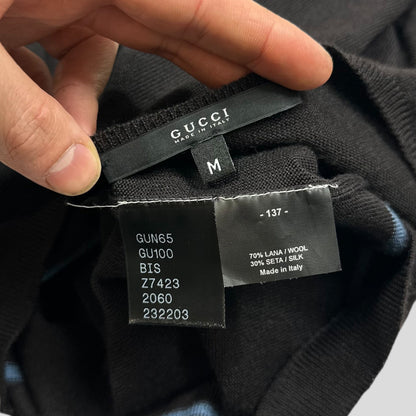 GUCCI
MADE IN ITALY
M
GUN65
GU100
BIS
Z7423
2060
232203
- 137 -
70% LANA / WOOL
30% SETA / SILK
Made in Italy